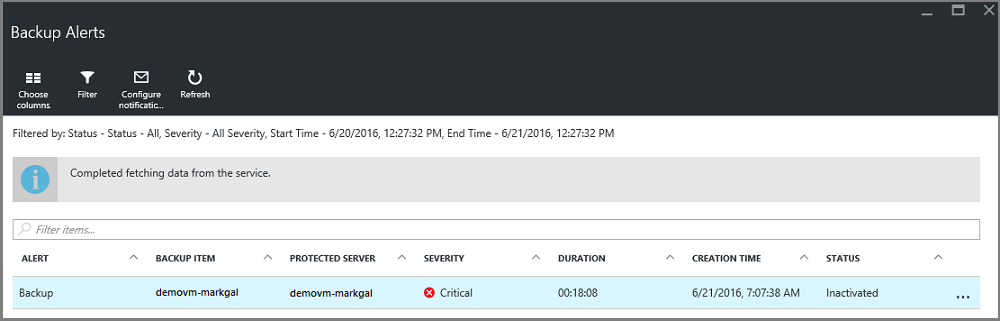 Backup Alerts
Choose columns
Filter
Configure notificatic...
Refresh
Filtered by: Status - Status - All, Severity - All Severity, Start Time - 6/20/2016, 12:27:32 PM, End Time - 6/21/2016, 12:27:32 PM
Completed fetching data from the service.
Filter items...
ALERT BACKUP ITEM PROTECTED SERVER SEVERITY DURATION CREATION TIME STATUS
Backup demovm-markgal demovm-markgal Critical 00:18:08 6/21/2016, 7:07:38 AM Inactivated ...